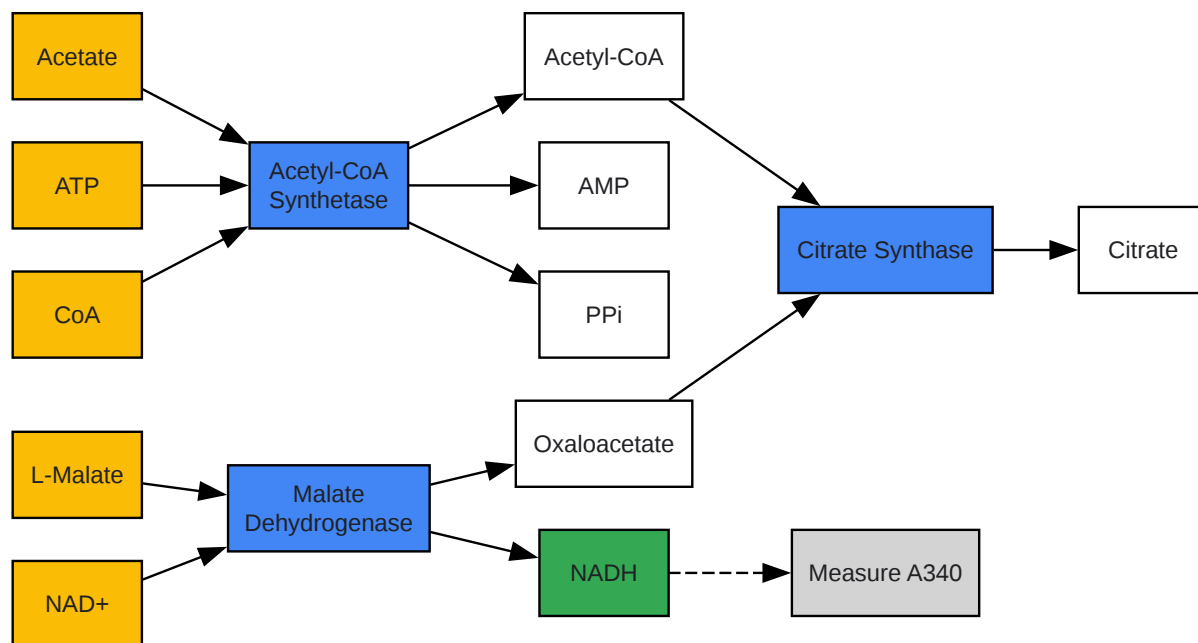 Acetate
Acetyl-CoA
ATP
Acetyl-CoA
Synthetase
AMP
Citrate Synthase
Citrate
CoA
PPi
Oxaloacetate
L-Malate
Malate
Dehydrogenase
NADH
Measure A340
NAD+